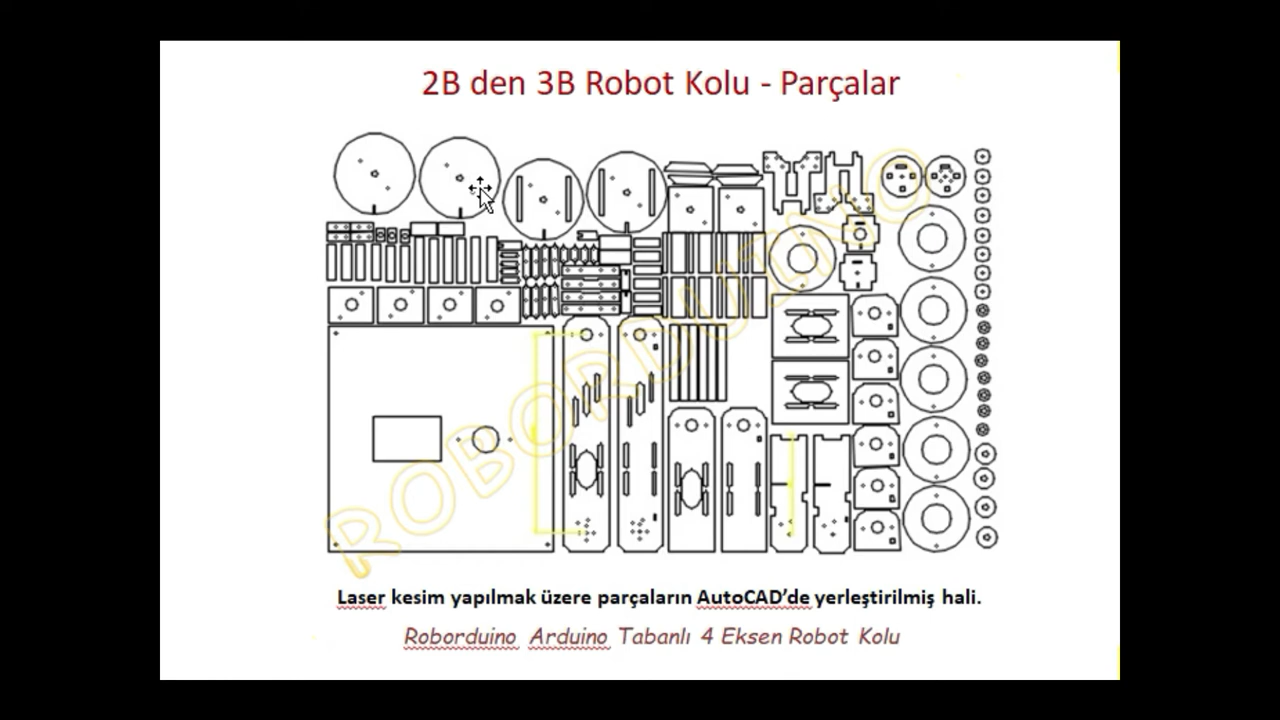 2B den 3B Robot Kolu - Parçalar
ROBORDUINO
Laser kesim yapılmak üzere parçaların AutoCAD’de yerleştirilmiş hali.
Roborduino Arduino Tabanlı 4 Eksen Robot Kolu